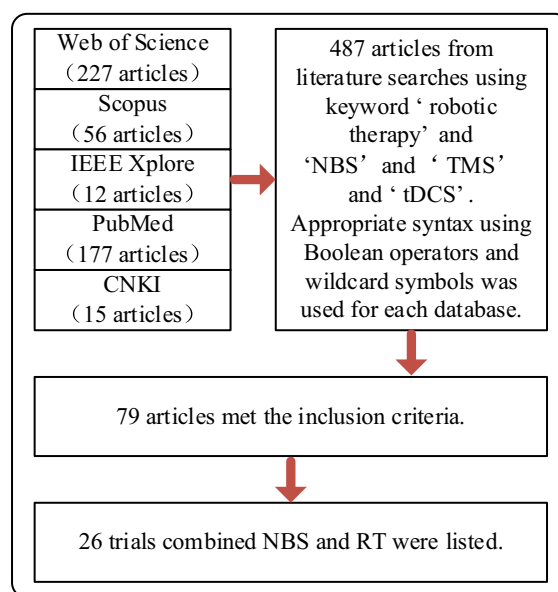 Web of Science
（227 articles）
Scopus
（56 articles）
IEEE Xplore
（12 articles）
PubMed
（177 articles）
CNKI
（15 articles）
487 articles from
literature searches using
keyword ‘ robotic
therapy’ and
‘NBS’ and ‘ TMS’
and ‘ tDCS’ .
Appropriate syntax using
Boolean operators and
wildcard symbols was
used for each database.
79 articles met the inclusion criteria.
26 trials combined NBS and RT were listed.